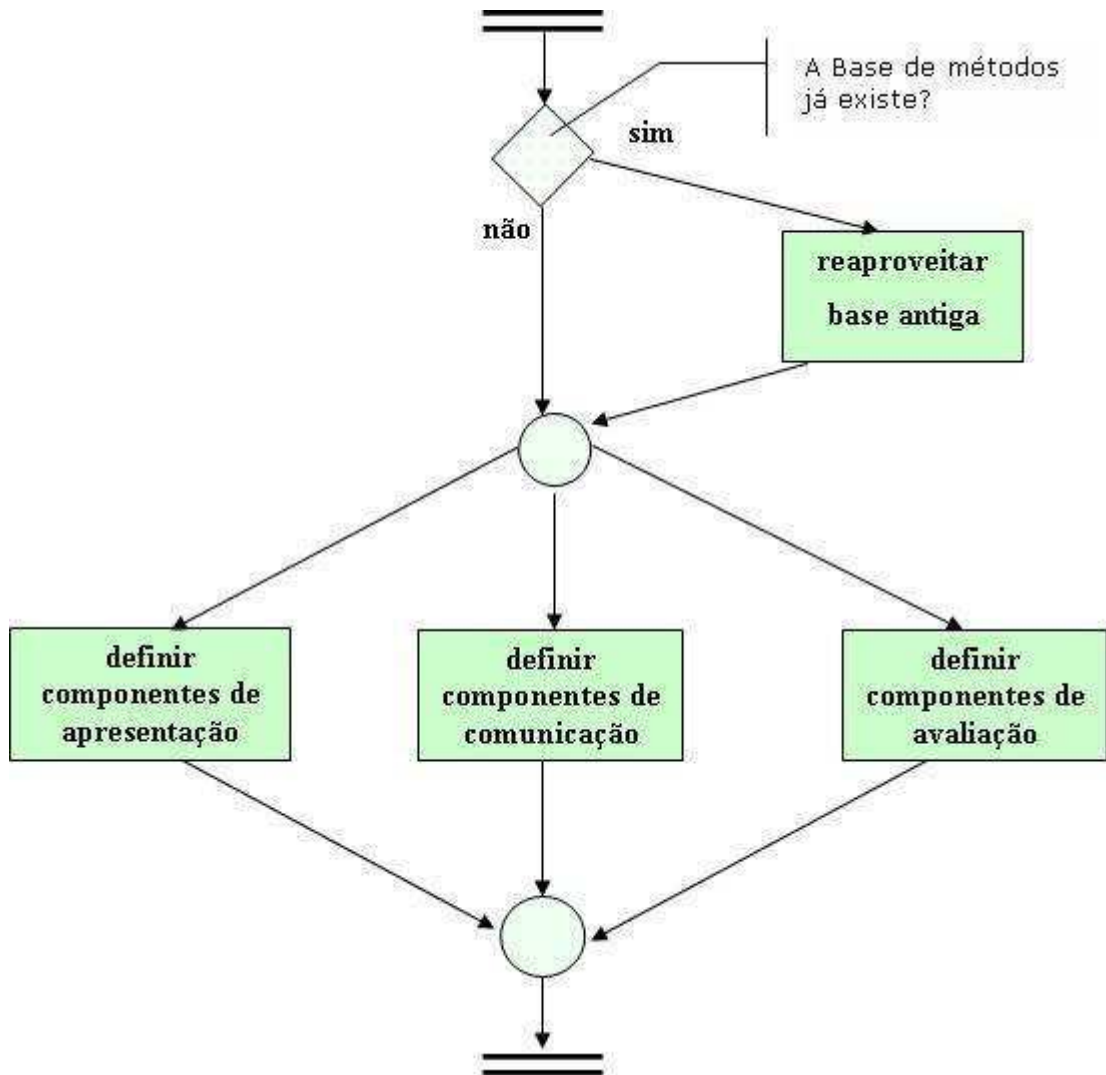 A Base de métodos
já existe?
sim
não
reaproveitar
base antiga
definir
componentes de
apresentação
definir
componentes de
comunicação
definir
componentes de
avaliação